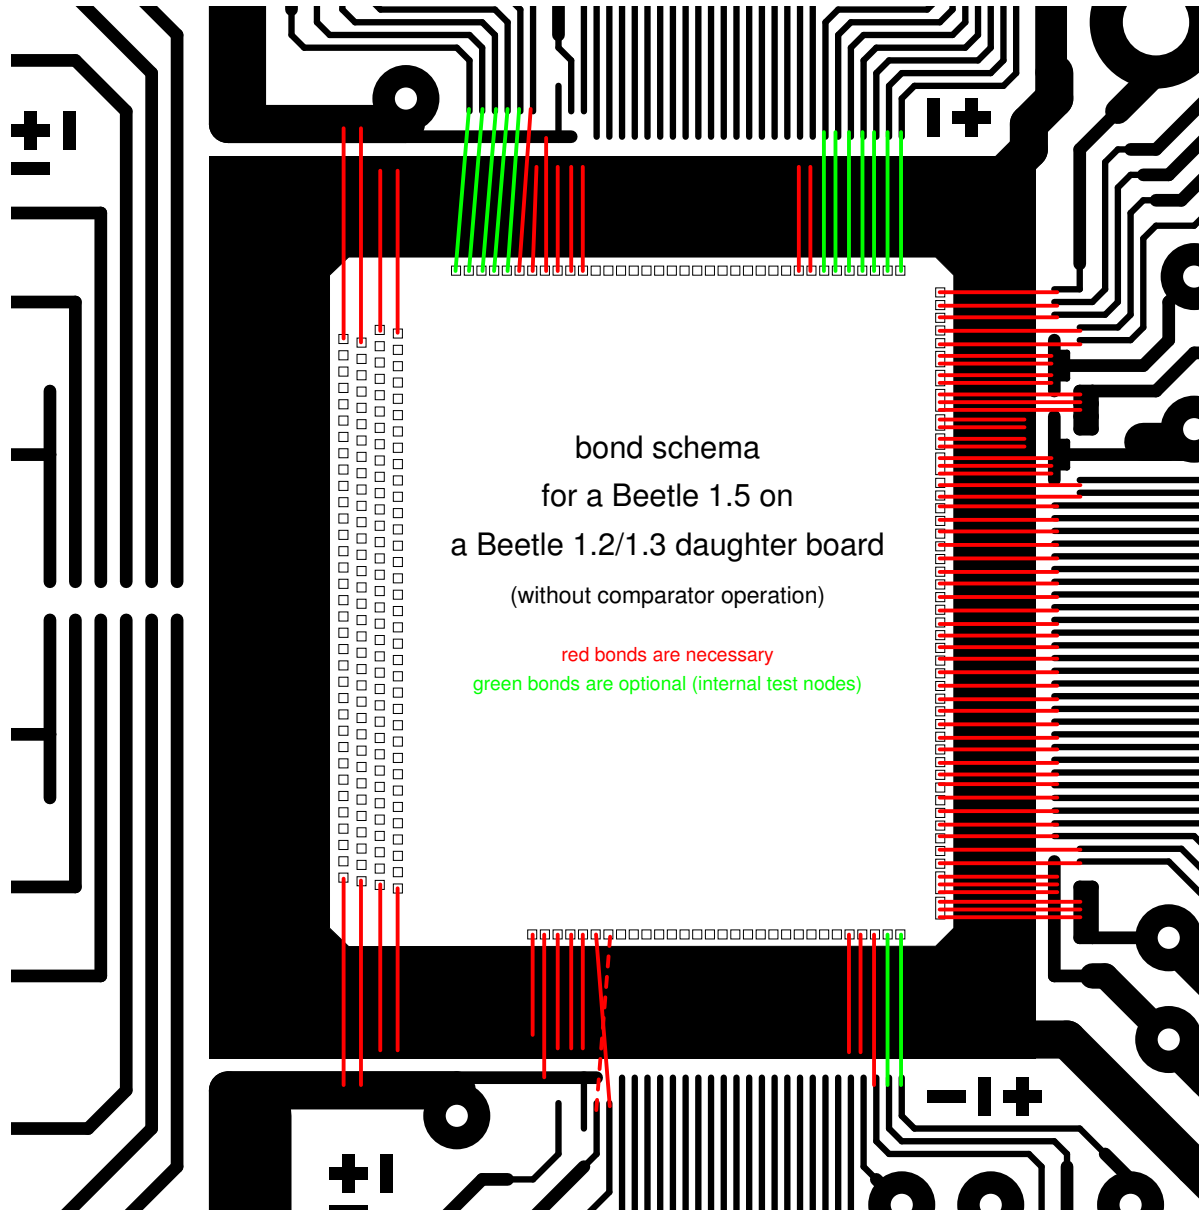 bond schema
for a Beetle 1.5 on
a Beetle 1.2/1.3 daughter board
(without comparator operation)
red bonds are necessary
green bonds are optional (internal test nodes)